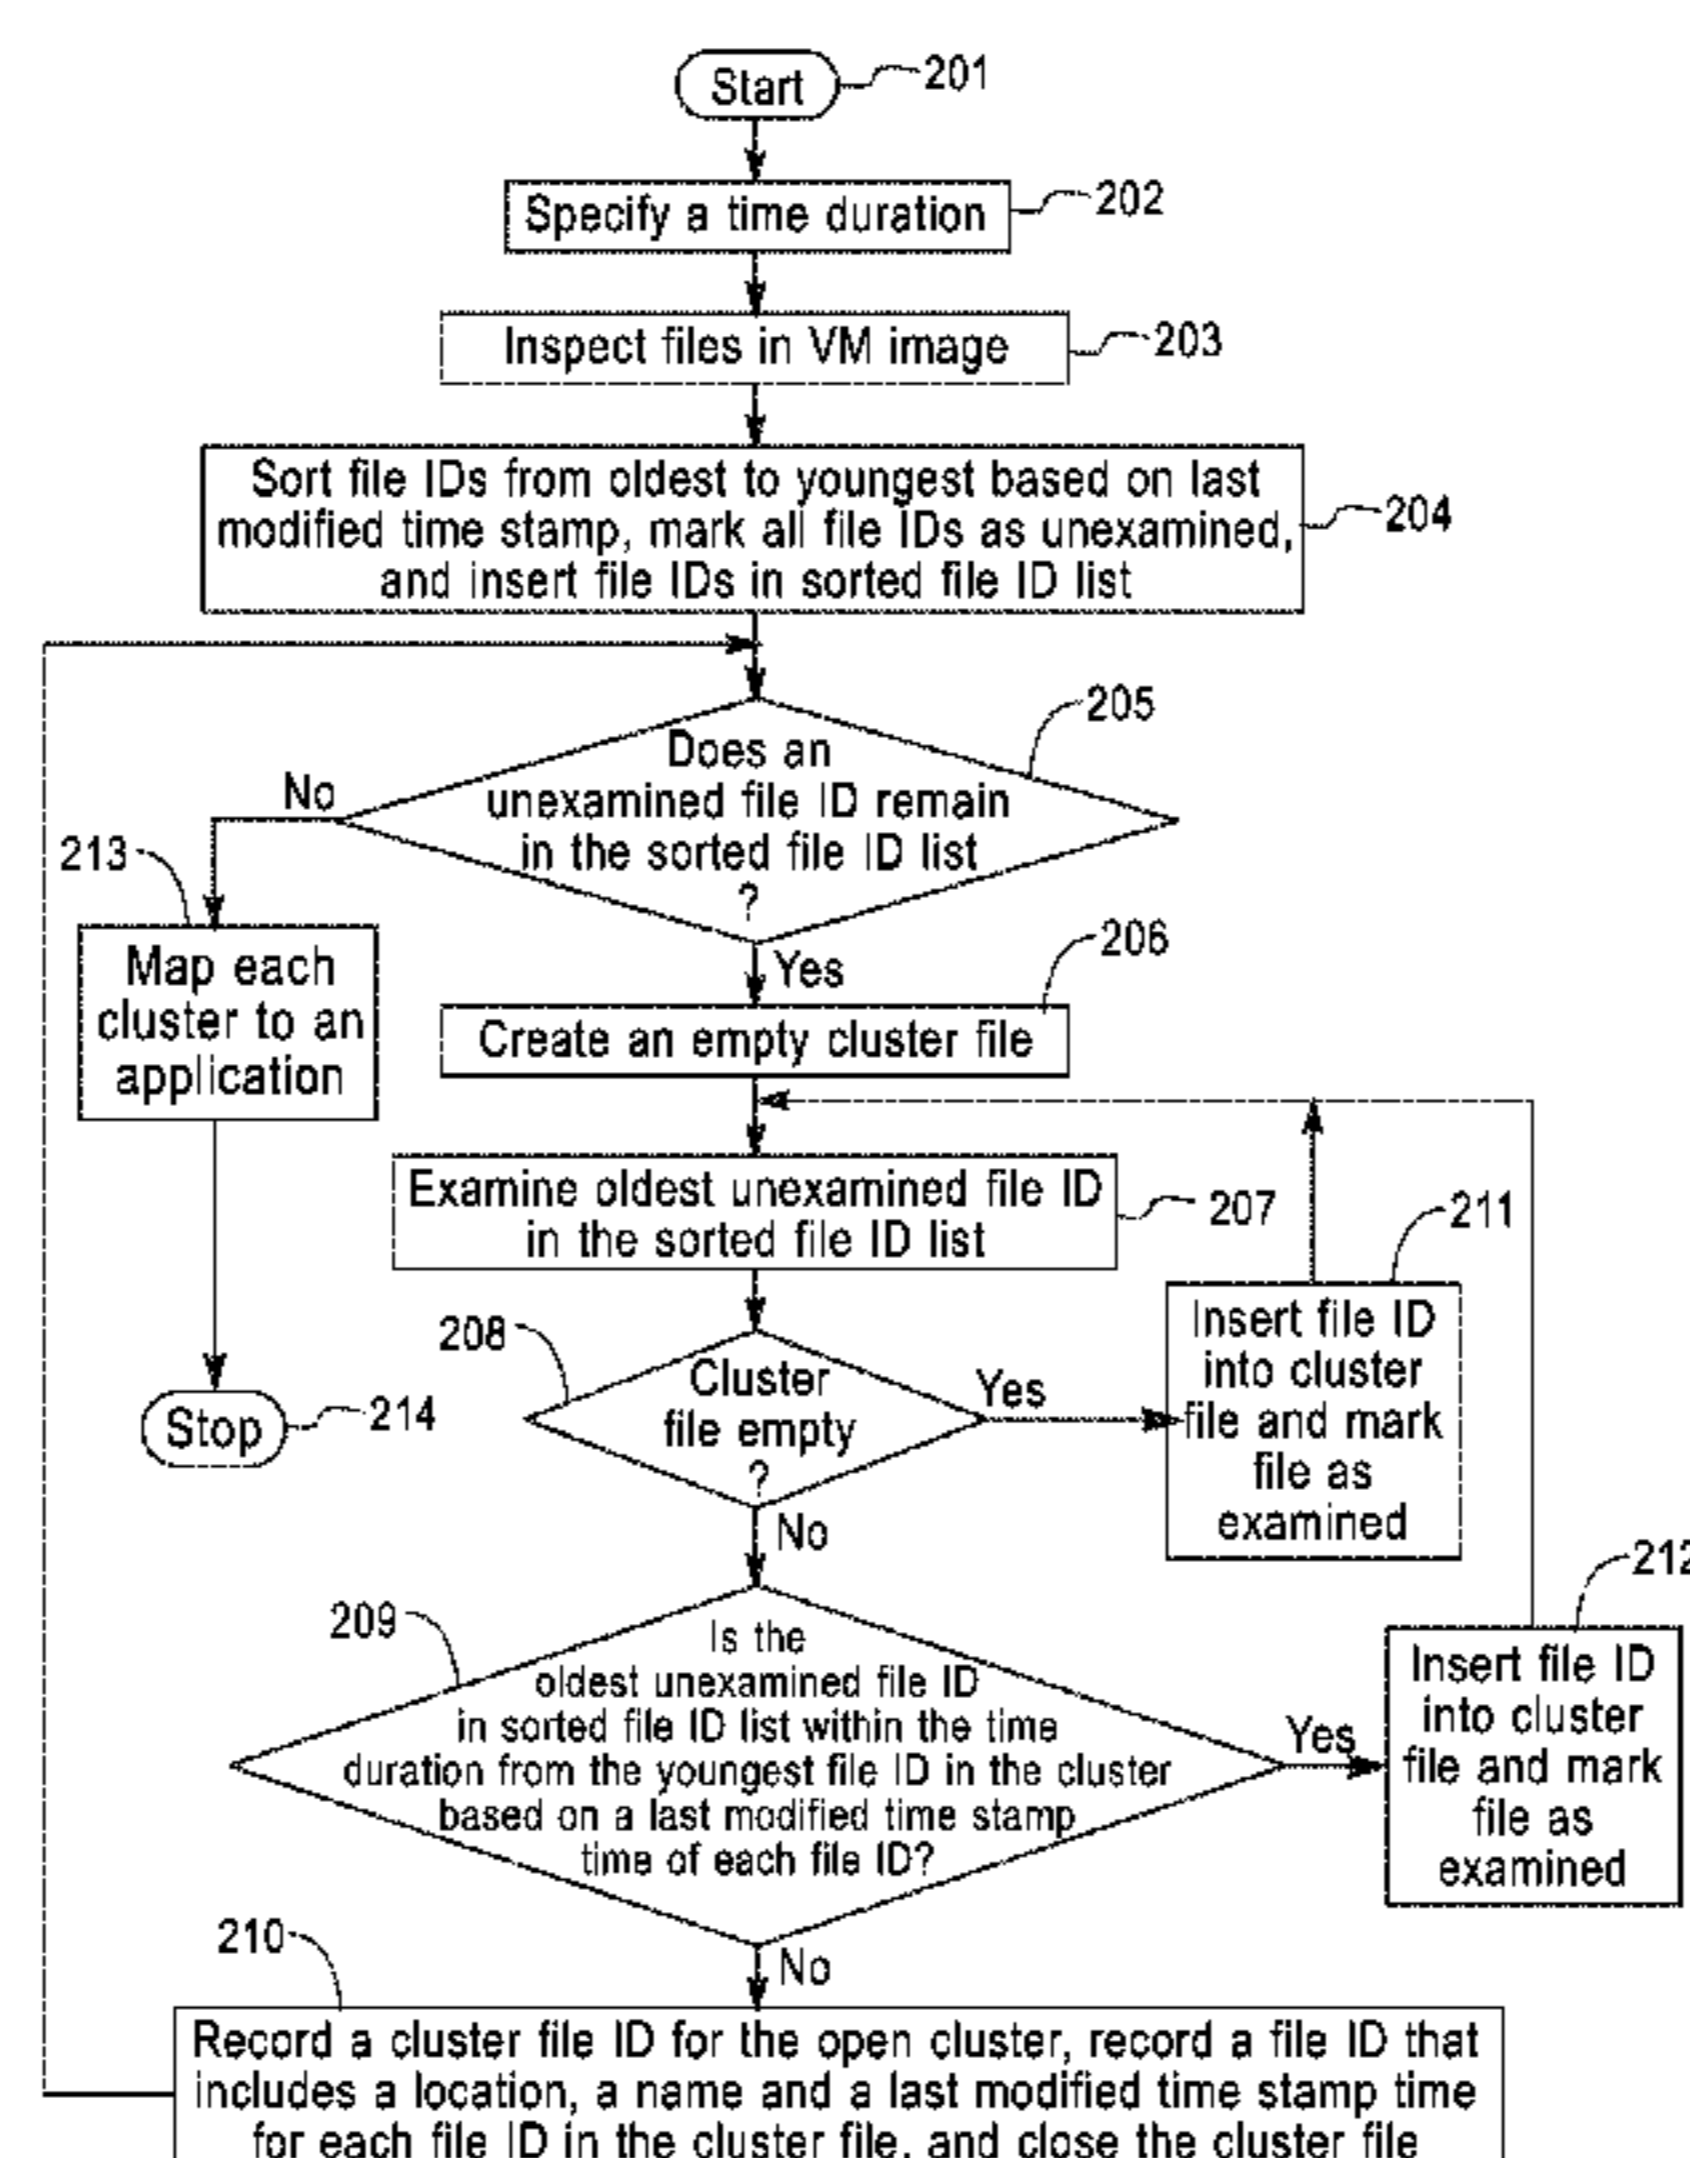 Start
201
Specify a time duration
202
Inspect files in VM image
203
Sort file IDs from oldest to youngest based on last
modified time stamp, mark all file IDs as unexamined,
and insert file IDs in sorted file ID list
204
Does an
unexamined file ID remain
in the sorted file ID list
?
205
No
213
Map each
cluster to an
application
Yes
206
Create an empty cluster file
Examine oldest unexamined file ID
in the sorted file ID list
207
211
Insert file ID
into cluster
file and mark
file as
examined
208
Cluster
file empty
?
Yes
Stop
214
No
212
Insert file ID
into cluster
file and mark
file as
examined
209
Is the
oldest unexamined file ID
in sorted file ID list within the time
duration from the youngest file ID in the cluster
based on a last modified time stamp
time of each file ID?
Yes
No
210
Record a cluster file ID for the open cluster, record a file ID that
includes a location, a name and a last modified time stamp time
for each file ID in the cluster file, and close the cluster file